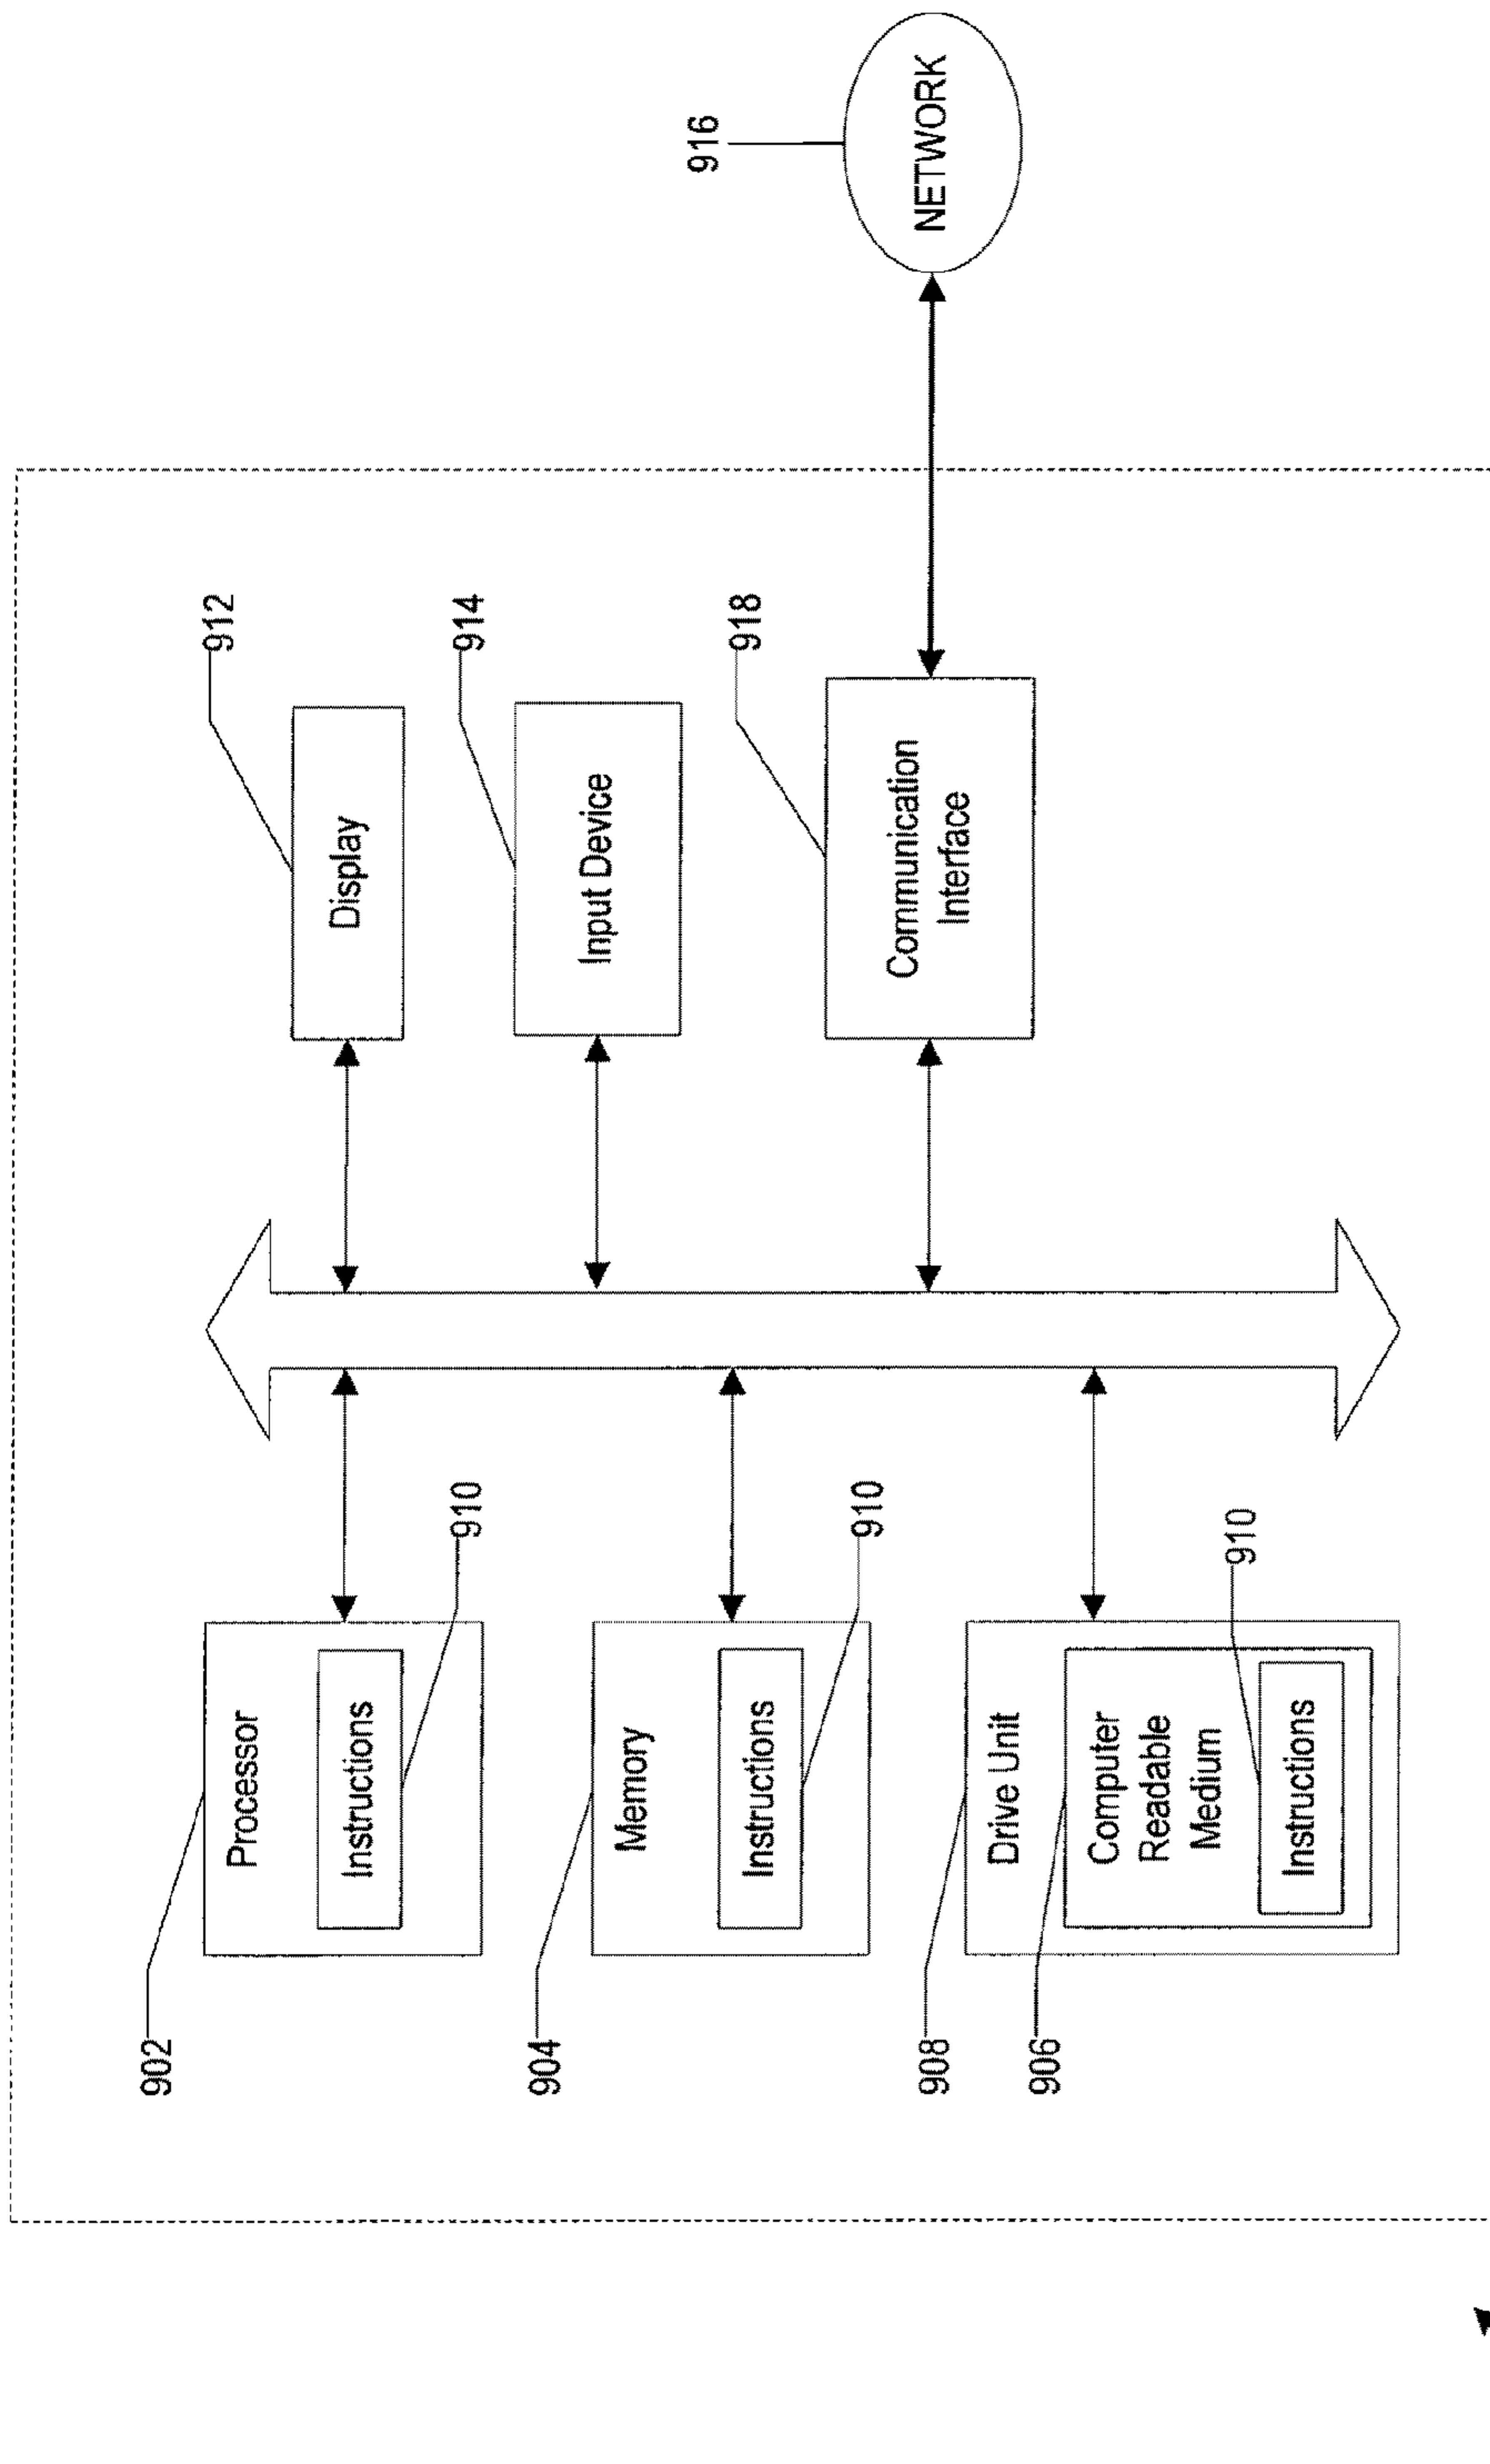 902
Processor
Instructions
910
904
Memory
Instructions
910
908
Drive Unit
906
Computer
Readable
Medium
910
Instructions
912
Display
914
Input Device
918
Communication
Interface
916
NETWORK